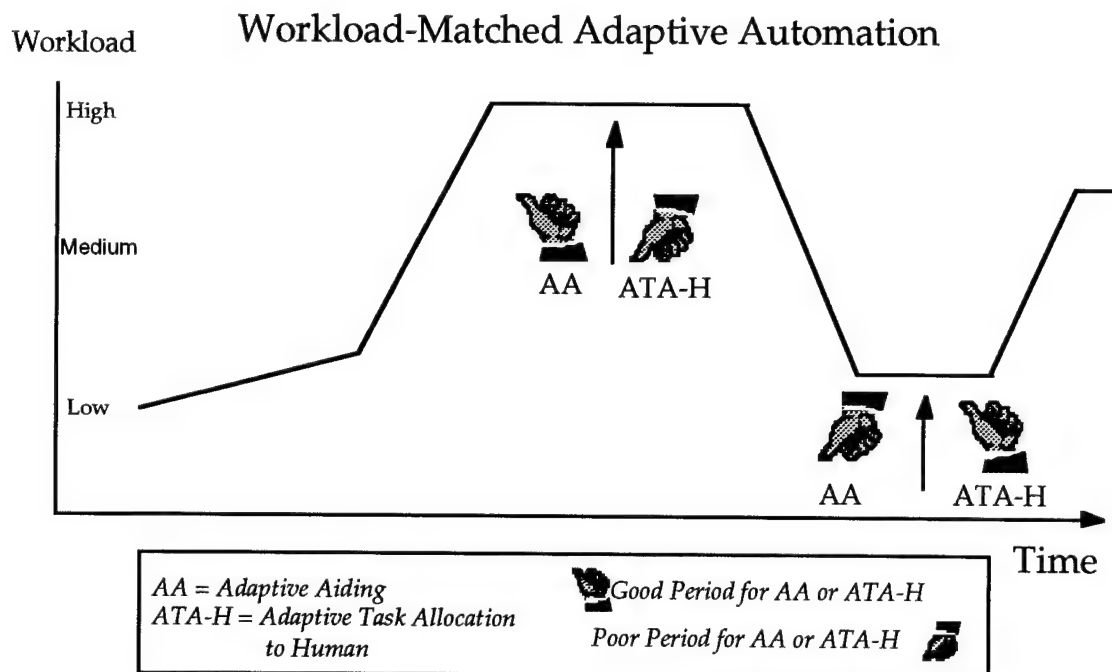 Workload-Matched Adaptive Automation
Workload
High
Medium
Low
AA
ATA-H
AA
ATA-H
Time
AA = Adaptive Aiding
ATA-H = Adaptive Task Allocation
to Human
Good Period for AA or ATA-H
Poor Period for AA or ATA-H